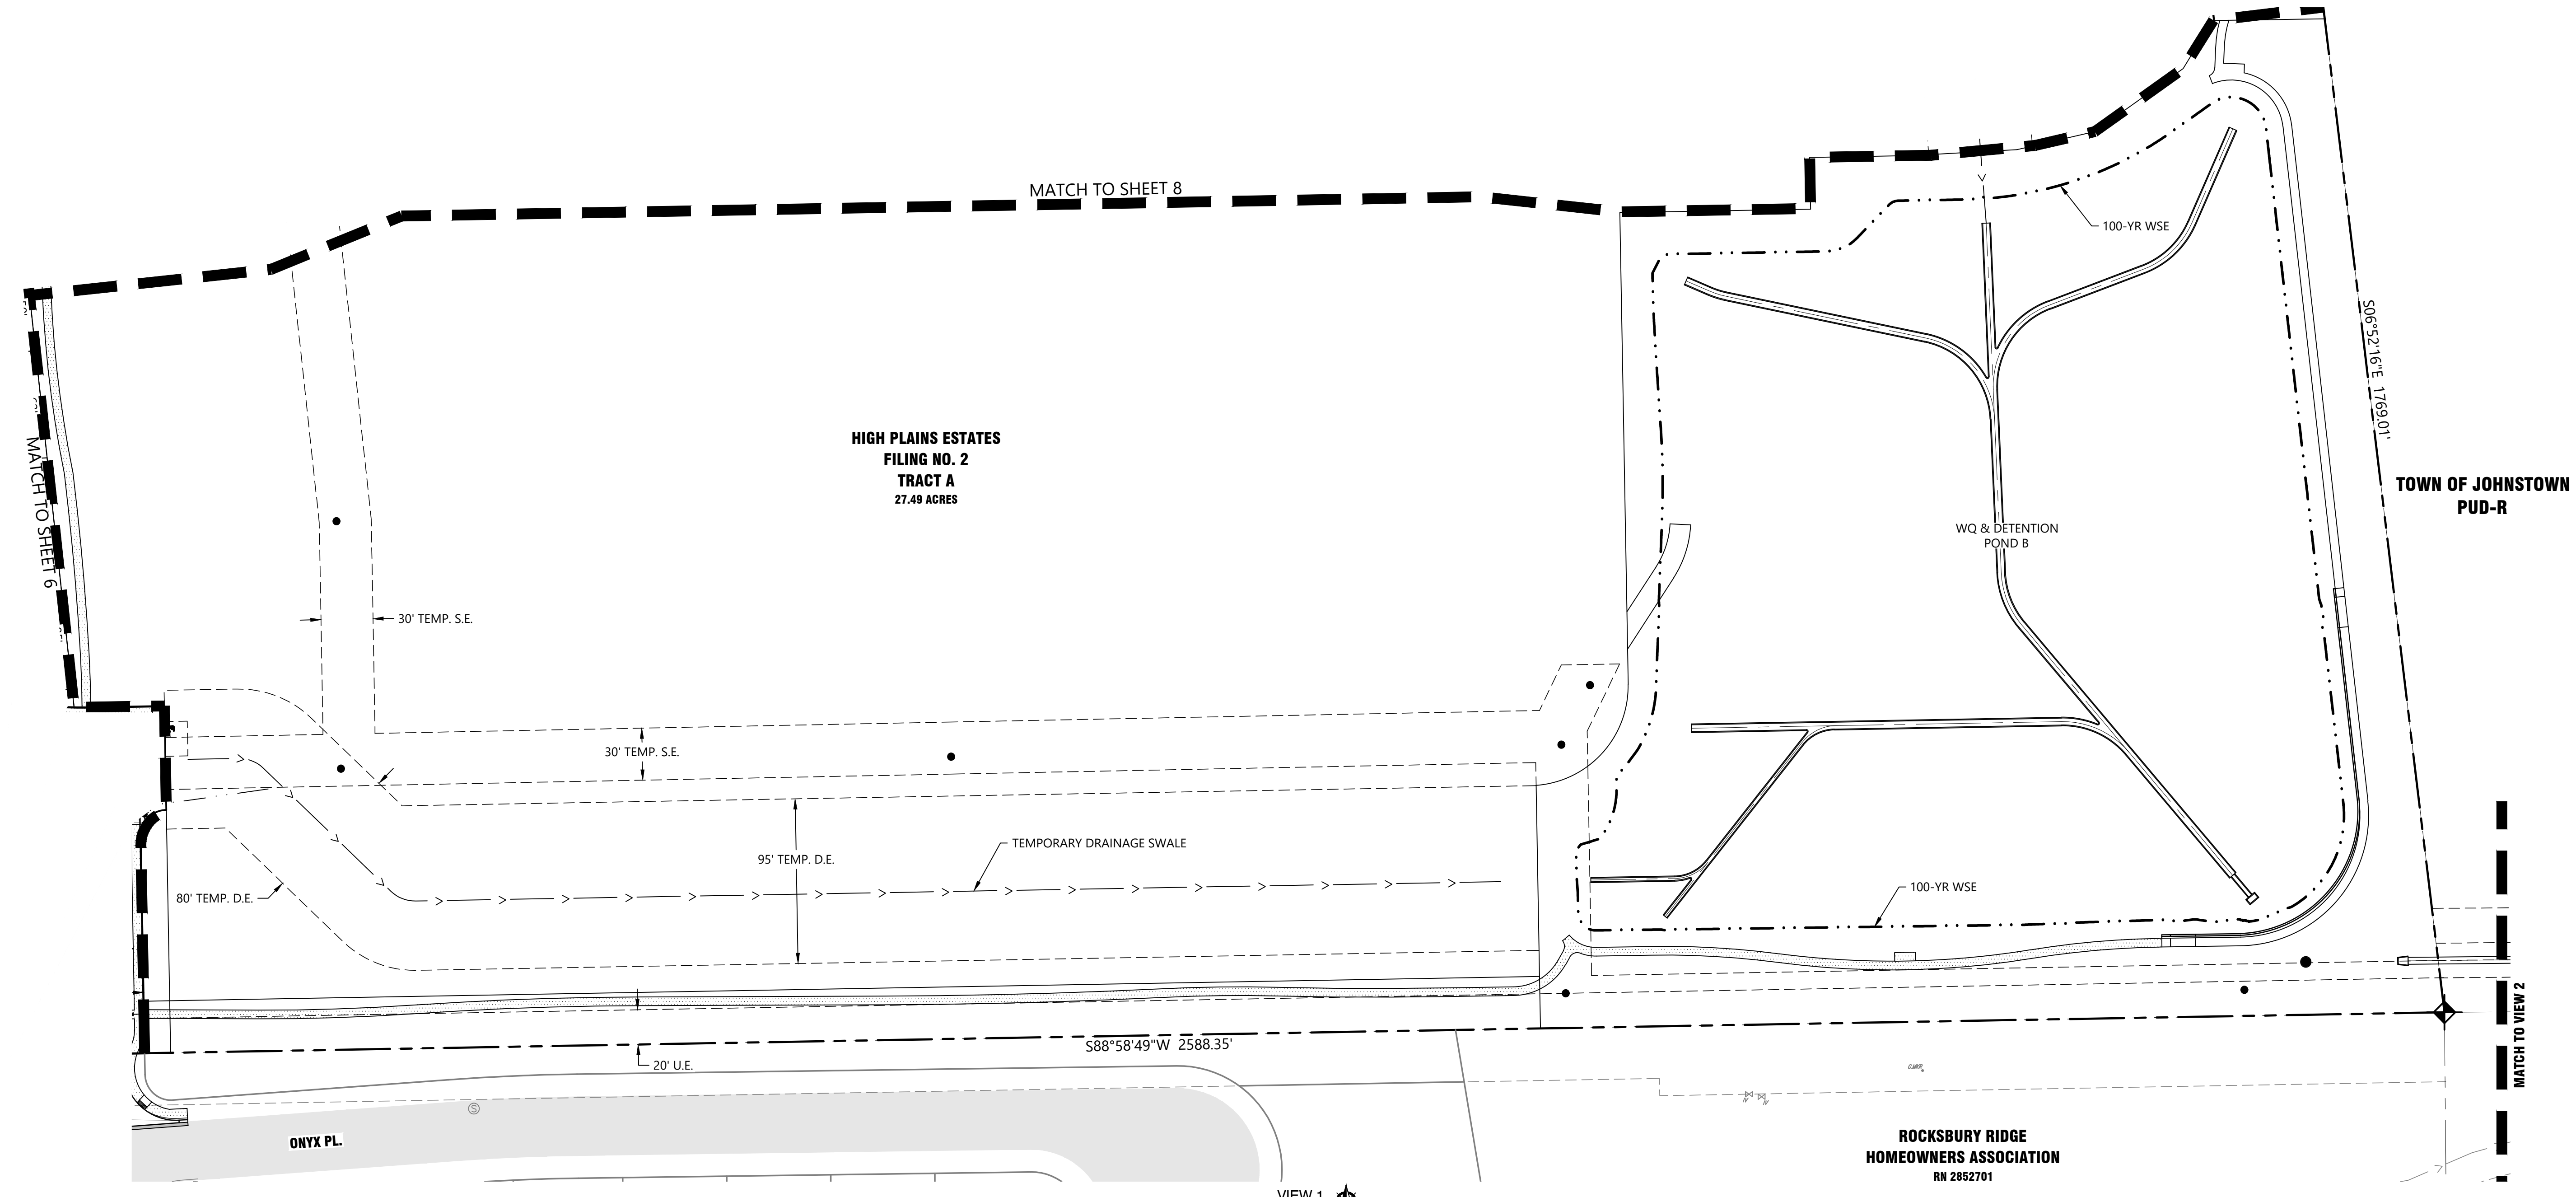 MATCH TO SHEET 8
100-YR WSE
S06°52'16"E 1769.01'
MATCH TO SHEET 6
HIGH PLAINS ESTATES
FILING NO. 2
TRACT A
27.49 ACRES
TOWN OF JOHNSTOWN
PUD-R
WQ & DETENTION
POND B
30' TEMP. S.E.
30' TEMP. S.E.
TEMPORARY DRAINAGE SWALE
95' TEMP. D.E.
80' TEMP. D.E.
100-YR WSE
MATCH TO VIEW 2
S88°58'49"W 2588.35'
20' U.E.
S
ONYX PL.
ROCKSBURY RIDGE
HOMEOWNERS ASSOCIATION
RN 2852701
VIEW 1